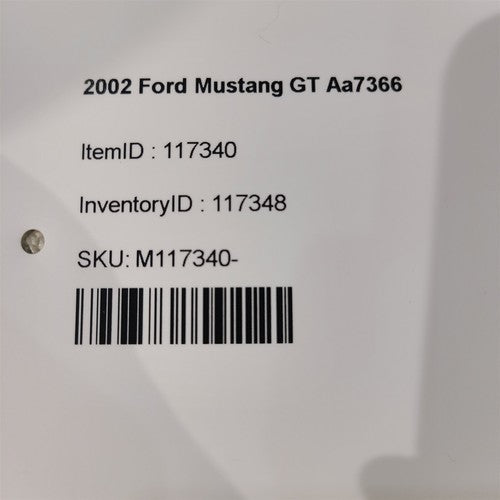 2002 Ford Mustang GT Aa7366
ItemID : 117340
InventoryID : 117348
SKU: M117340-